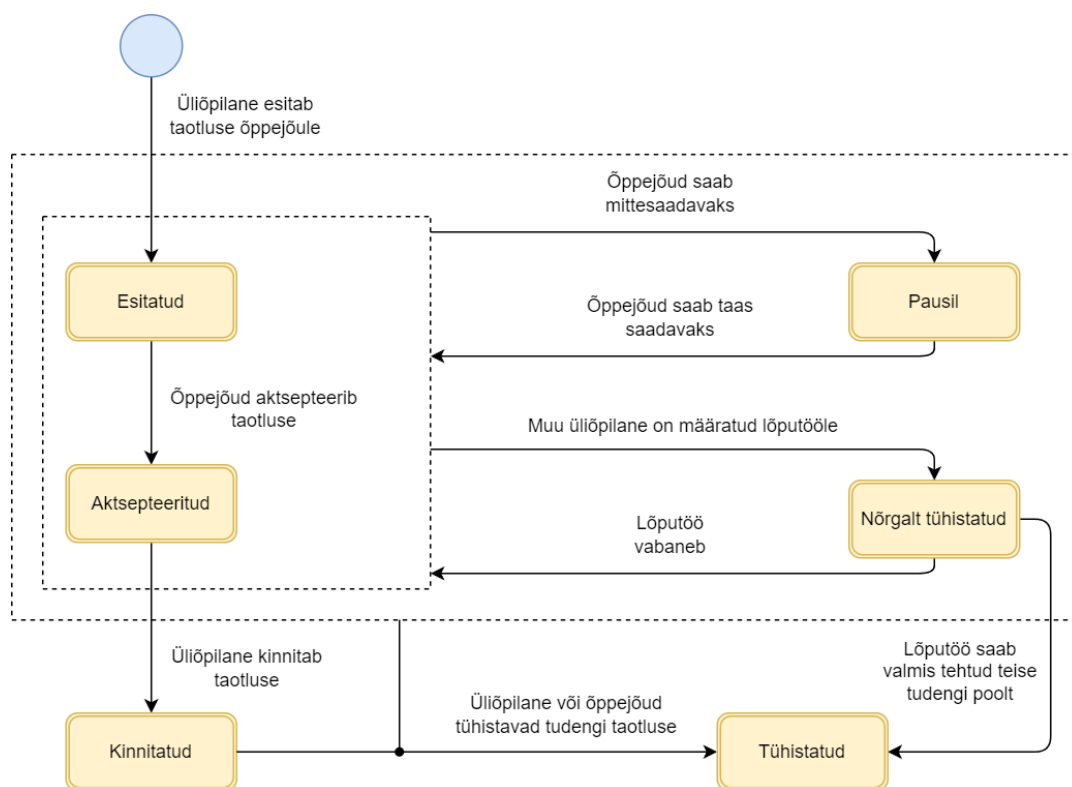 Üliõpilane esitab
taotluse õppejõule
Õppejõud saab
mittesaadavaks
Esitatud
Pausil
Õppejõud saab taas
saadavaks
Õppejõud aktsepteerib
taotluse
Muu üliõpilane on määratud lõputööle
Aktsepteeritud
Nõrgalt tühistatud
Lõputöö
vabaneb
Üliõpilane kinnitab
taotluse
Lõputöö saab
valmis tehtud teise
tudengi poolt
Üliõpilane või õppejõud
tühistavad tudengi taotluse
Kinnitatud
Tühistatud